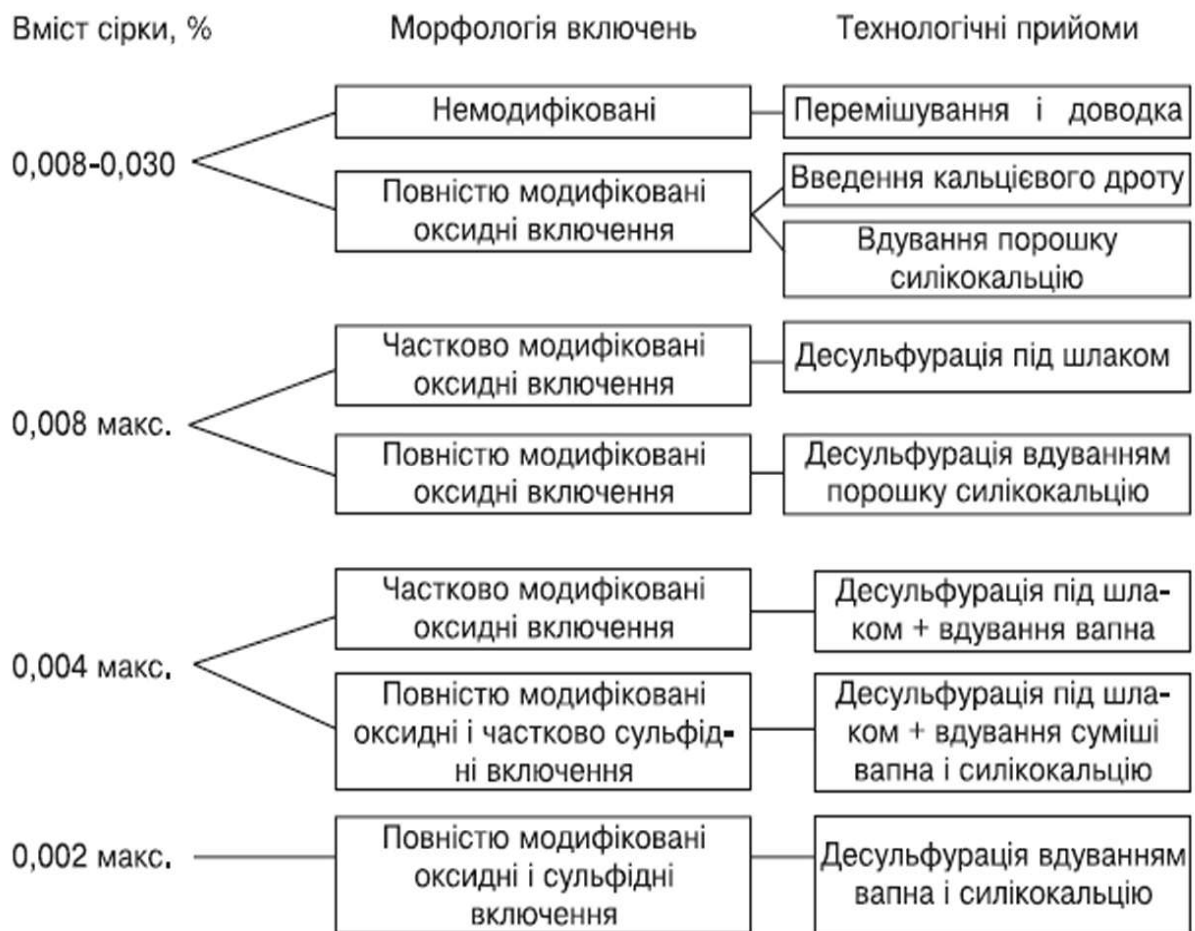 Вміст сірки, %
Морфологія включень
Технологічні прийоми
0,008-0,030
Немодифіковані
Перемішування і доводка
Повністю модифіковані
оксидні включення
Введення кальцієвого дроту
Вдування порошку
силікокальцію
0,008 макс.
Частково модифіковані
оксидні включення
Десульфурація під шлаком
Повністю модифіковані
оксидні включення
Десульфурація вдуванням
порошку силікокальцію
0,004 макс.
Частково модифіковані
оксидні включення
Десульфурація під шла-
ком + вдування вапна
Повністю модифіковані
оксидні і частково сульфід-
ні включення
Десульфурація під шла-
ком + вдування суміші
вапна і силікокальцію
0,002 макс.
Повністю модифіковані
оксидні і сульфідні
включення
Десульфурація вдуванням
вапна і силікокальцію